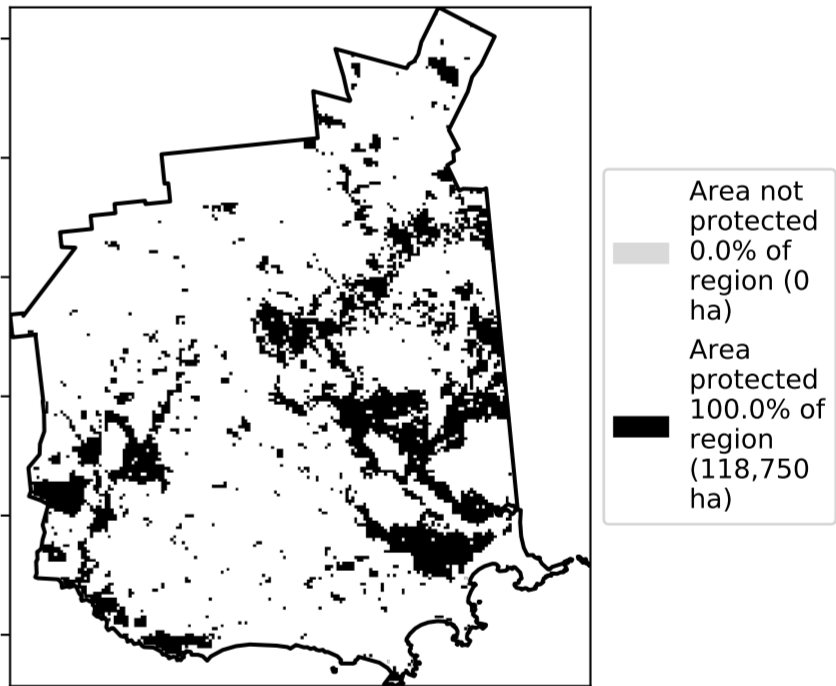 Area not
protected
0.0% of
region (0
ha)
Area
protected
100.0% of
region
(118,750
ha)